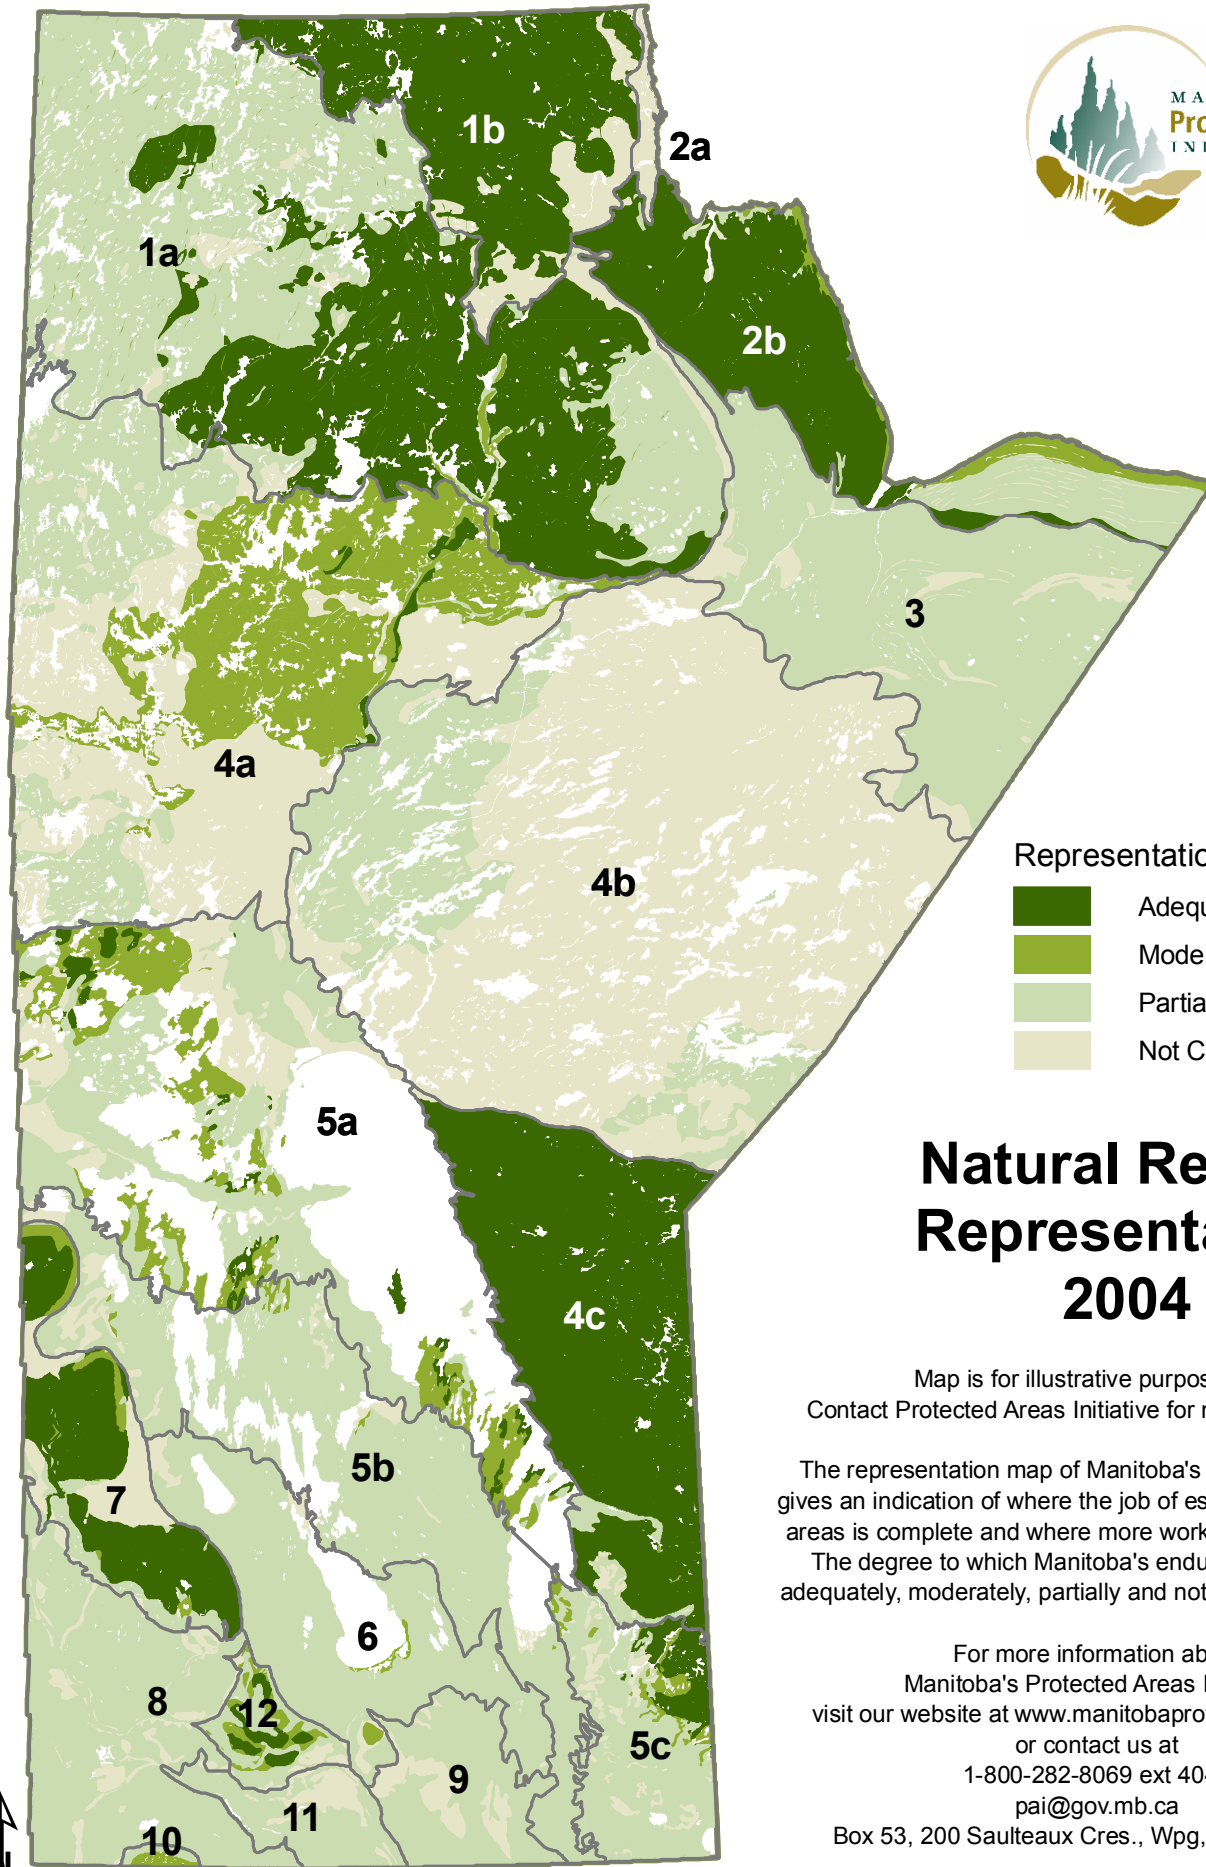 MA
Pro
INI
1b
2a
1a
2b
3
4a
4b
Representatio
Adequ
Mode
Partia
Not C
5a
Natural Re
Representa
2004
4c
Map is for illustrative purpos
Contact Protected Areas Initiative for r
5b
The representation map of Manitoba's
7
gives an indication of where the job of es
areas is complete and where more work
The degree to which Manitoba's endu
adequately, moderately, partially and not
6
For more information ab
Manitoba's Protected Areas I
8
12
visit our website at www.manitobapro
or contact us at
5c
1-800-282-8069 ext 404
9
pai@gov.mb.ca
11
10
Box 53, 200 Saulteaux Cres., Wpg,